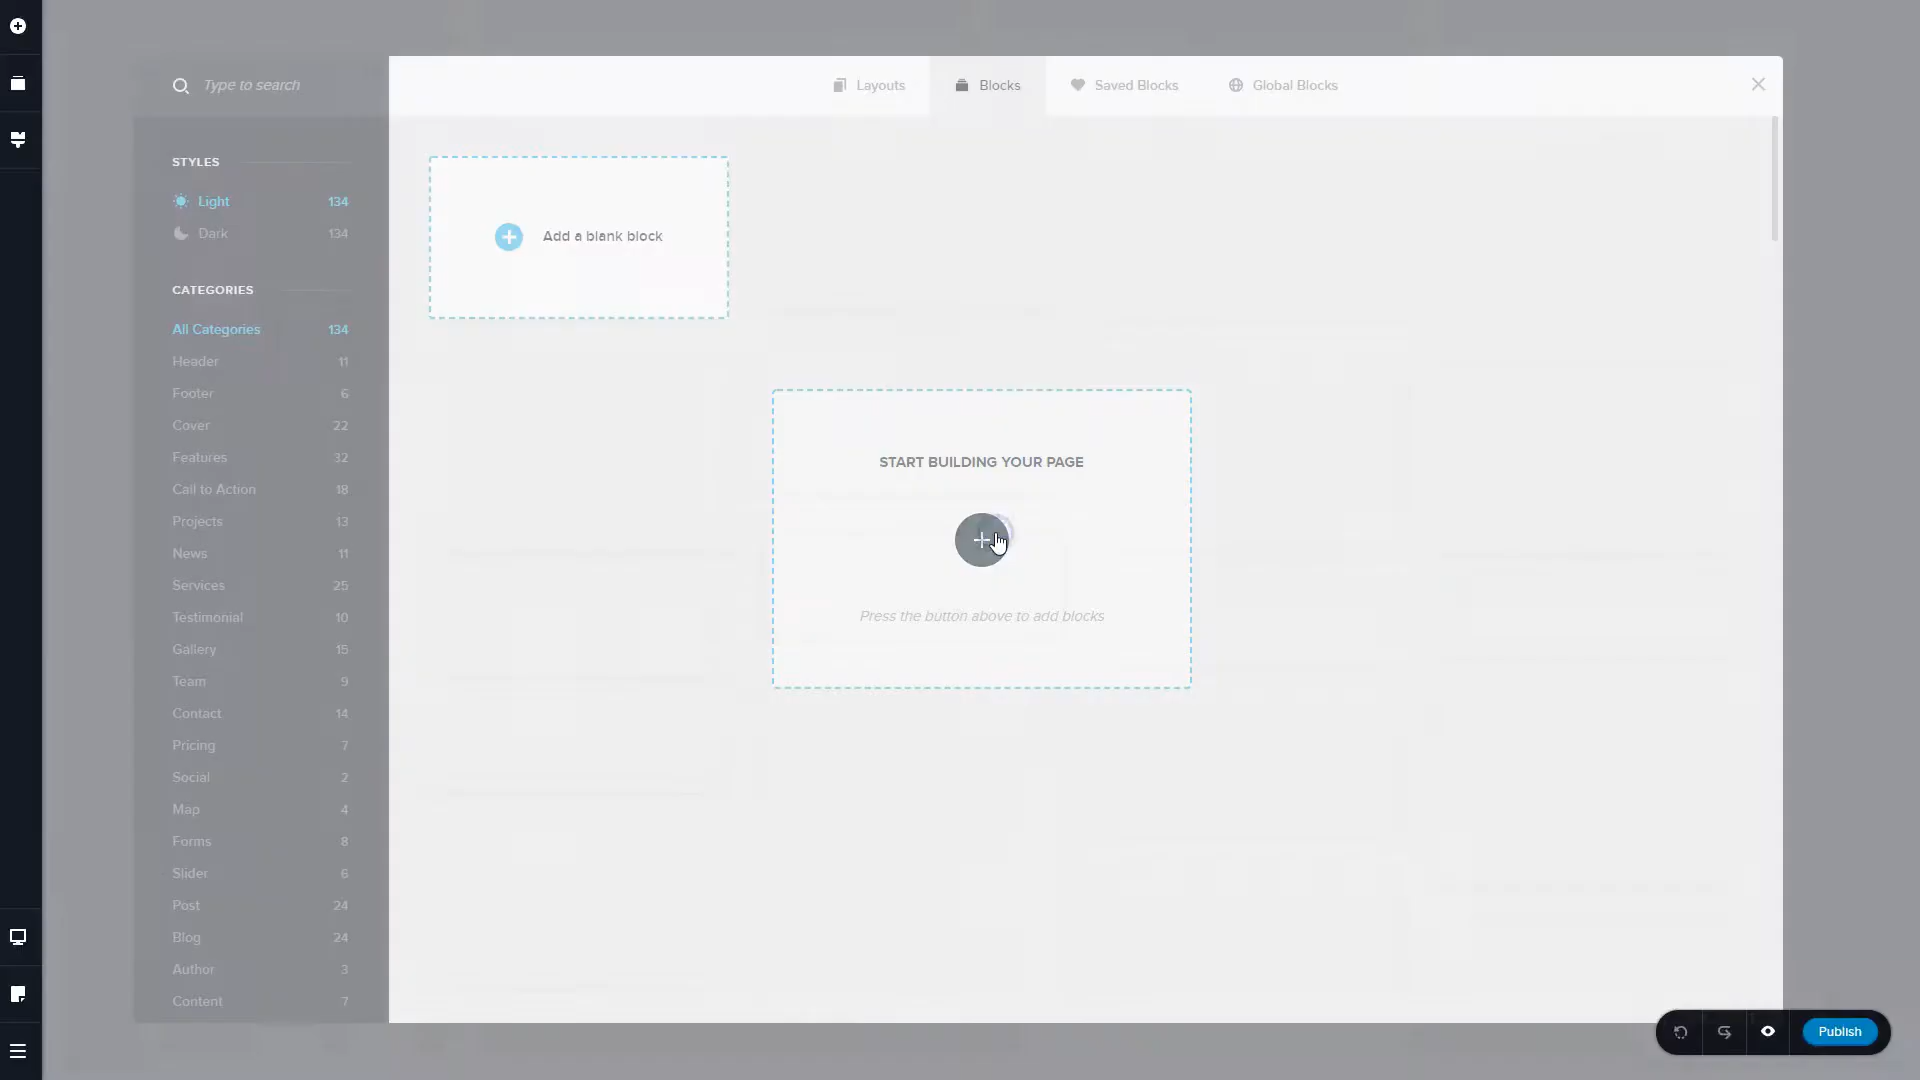 Type to search
Layouts
Blocks
Saved Blocks
Global Blocks
STYLES
Light 134
Dark 134
CATEGORIES
All Categories 134
Header 11
Footer 6
Cover 22
Features 32
Call to Action 18
Projects 13
News 11
Services 25
Testimonial 10
Gallery 15
Team 9
Contact 14
Pricing 7
Social 2
Map 4
Forms 8
Slider 6
Post 24
Blog 24
Author 3
Content 7
Add a blank block
START BUILDING YOUR PAGE
Press the button above to add blocks
Publish